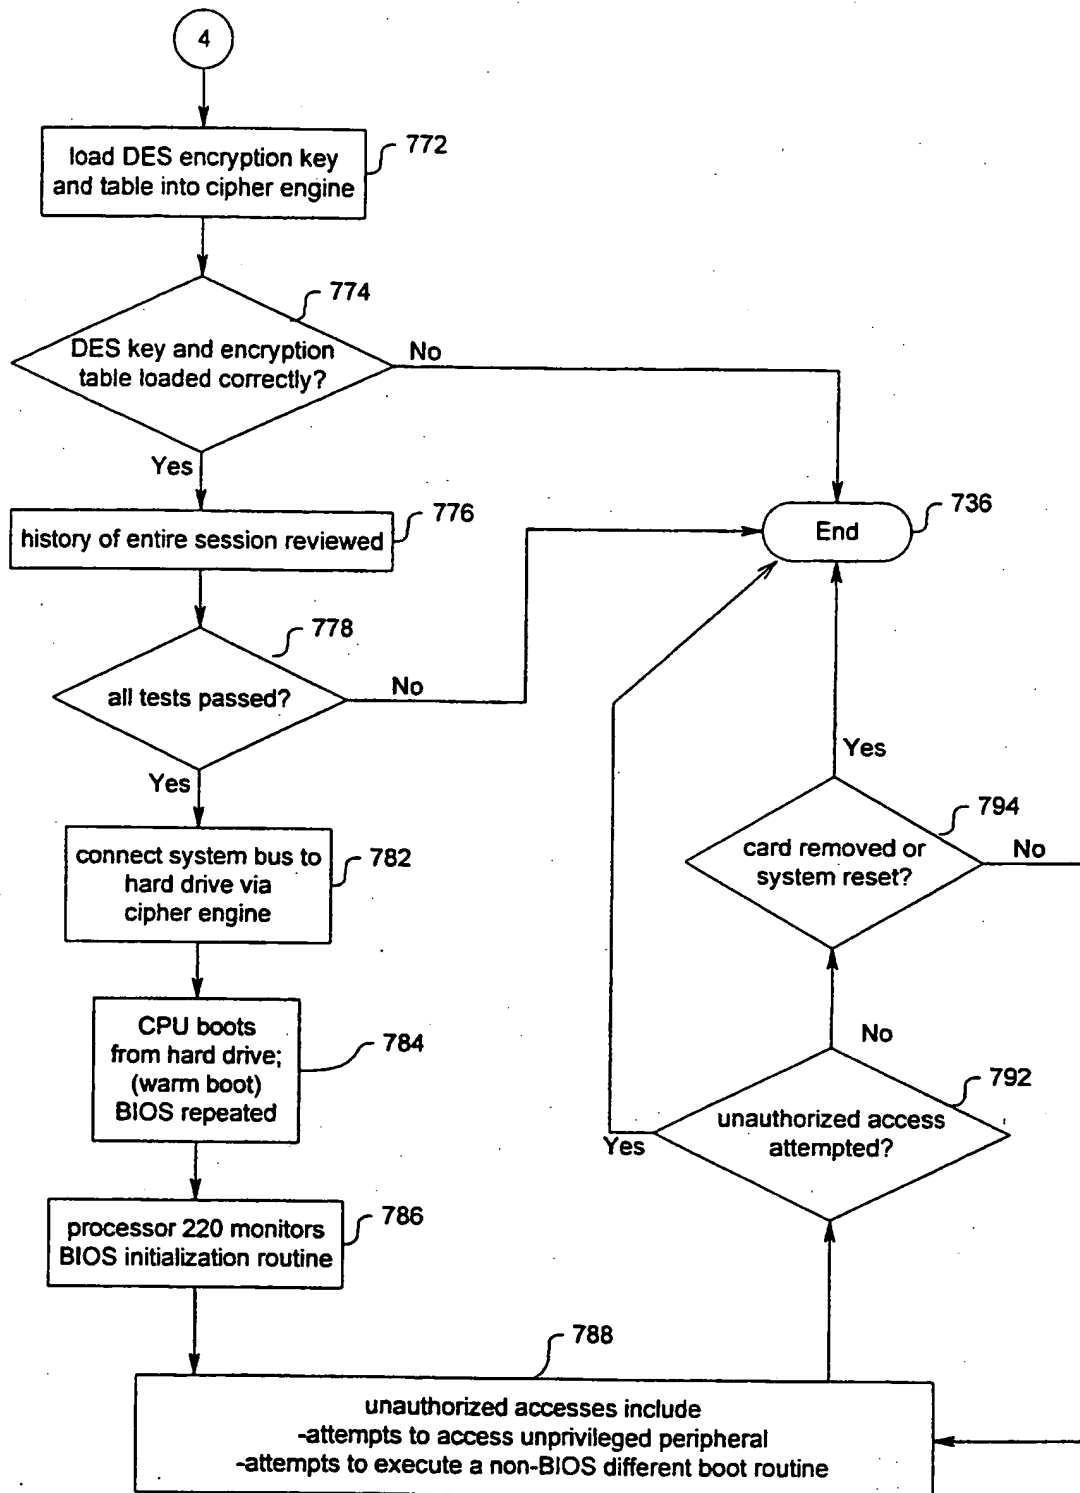 4
load DES encryption key
and table into cipher engine
772
774
DES key and encryption
table loaded correctly?
No
Yes
history of entire session reviewed
776
End
736
778
all tests passed?
No
Yes
connect system bus to
hard drive via
cipher engine
782
CPU boots
from hard drive;
(warm boot)
BIOS repeated
784
processor 220 monitors
BIOS initialization routine
786
788
unauthorized accesses include
-attempts to access unprivileged peripheral
-attempts to execute a non-BIOS different boot routine
792
unauthorized access
attempted?
Yes
No
794
card removed or
system reset?
No
Yes